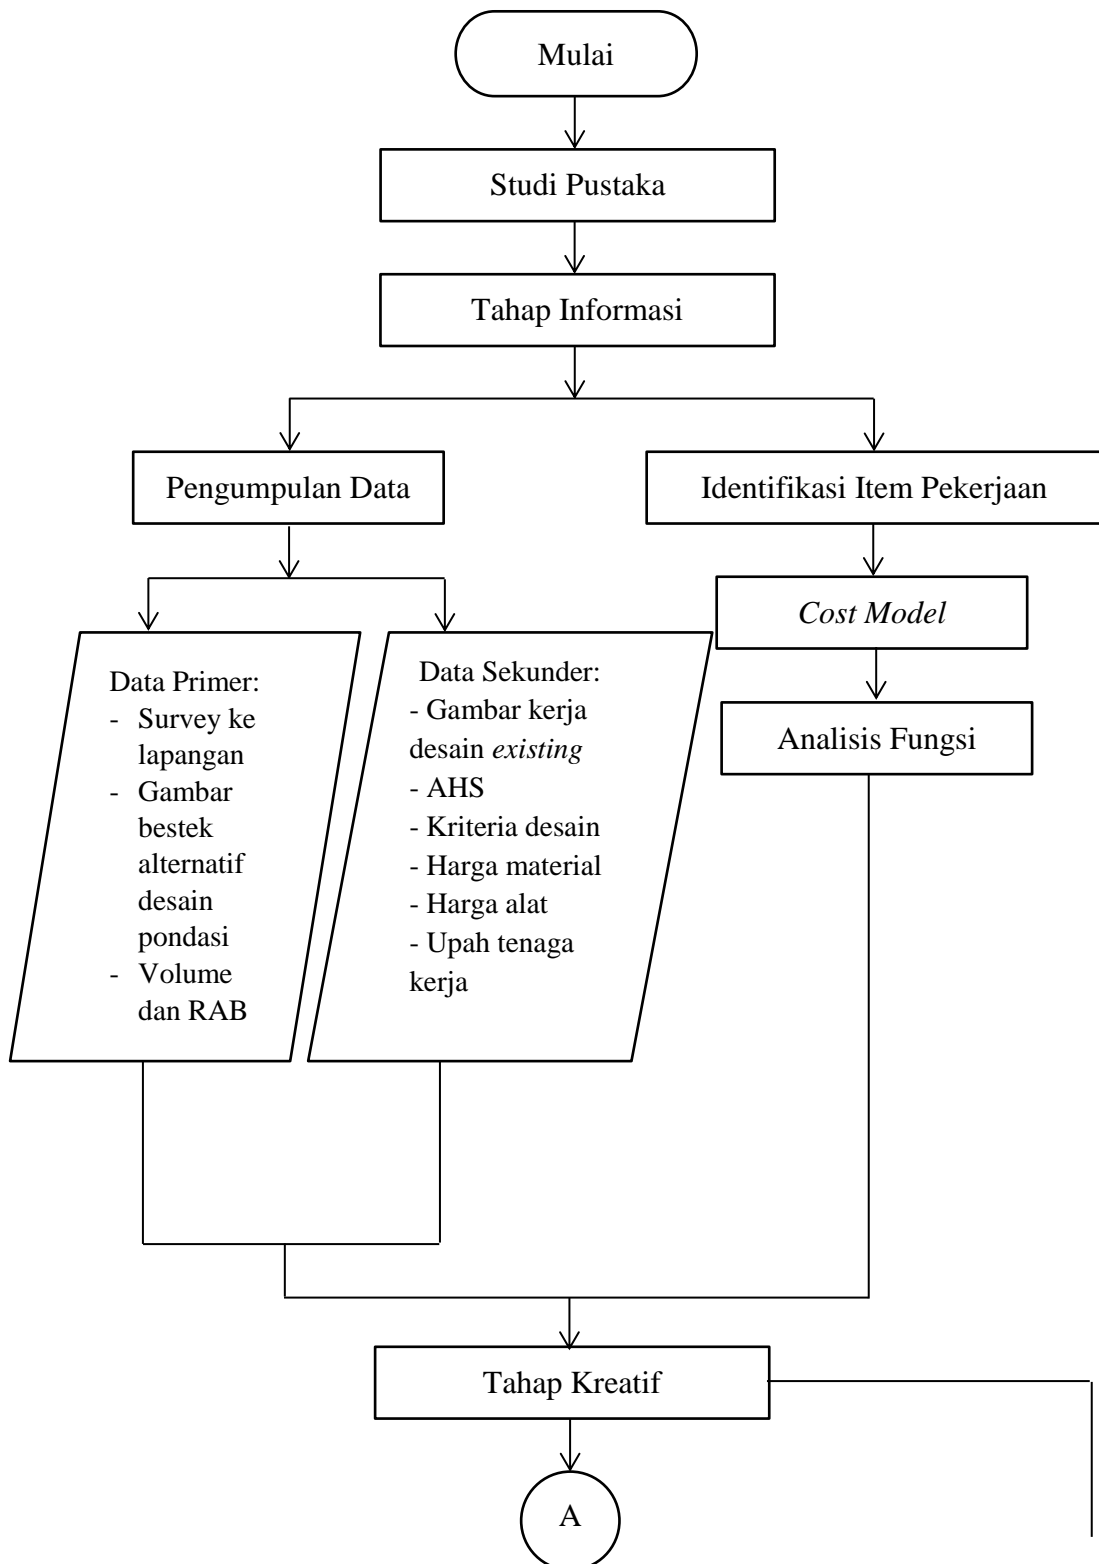 Mulai
Studi Pustaka
Tahap Informasi
Pengumpulan Data
Identifikasi Item Pekerjaan
Cost Model
Analisis Fungsi
Data Primer:
- Survey ke
lapangan
- Gambar
bestek
alternatif
desain
pondasi
- Volume
dan RAB
Data Sekunder:
- Gambar kerja
desain existing
- AHS
- Kriteria desain
- Harga material
- Harga alat
- Upah tenaga
kerja
Tahap Kreatif
A